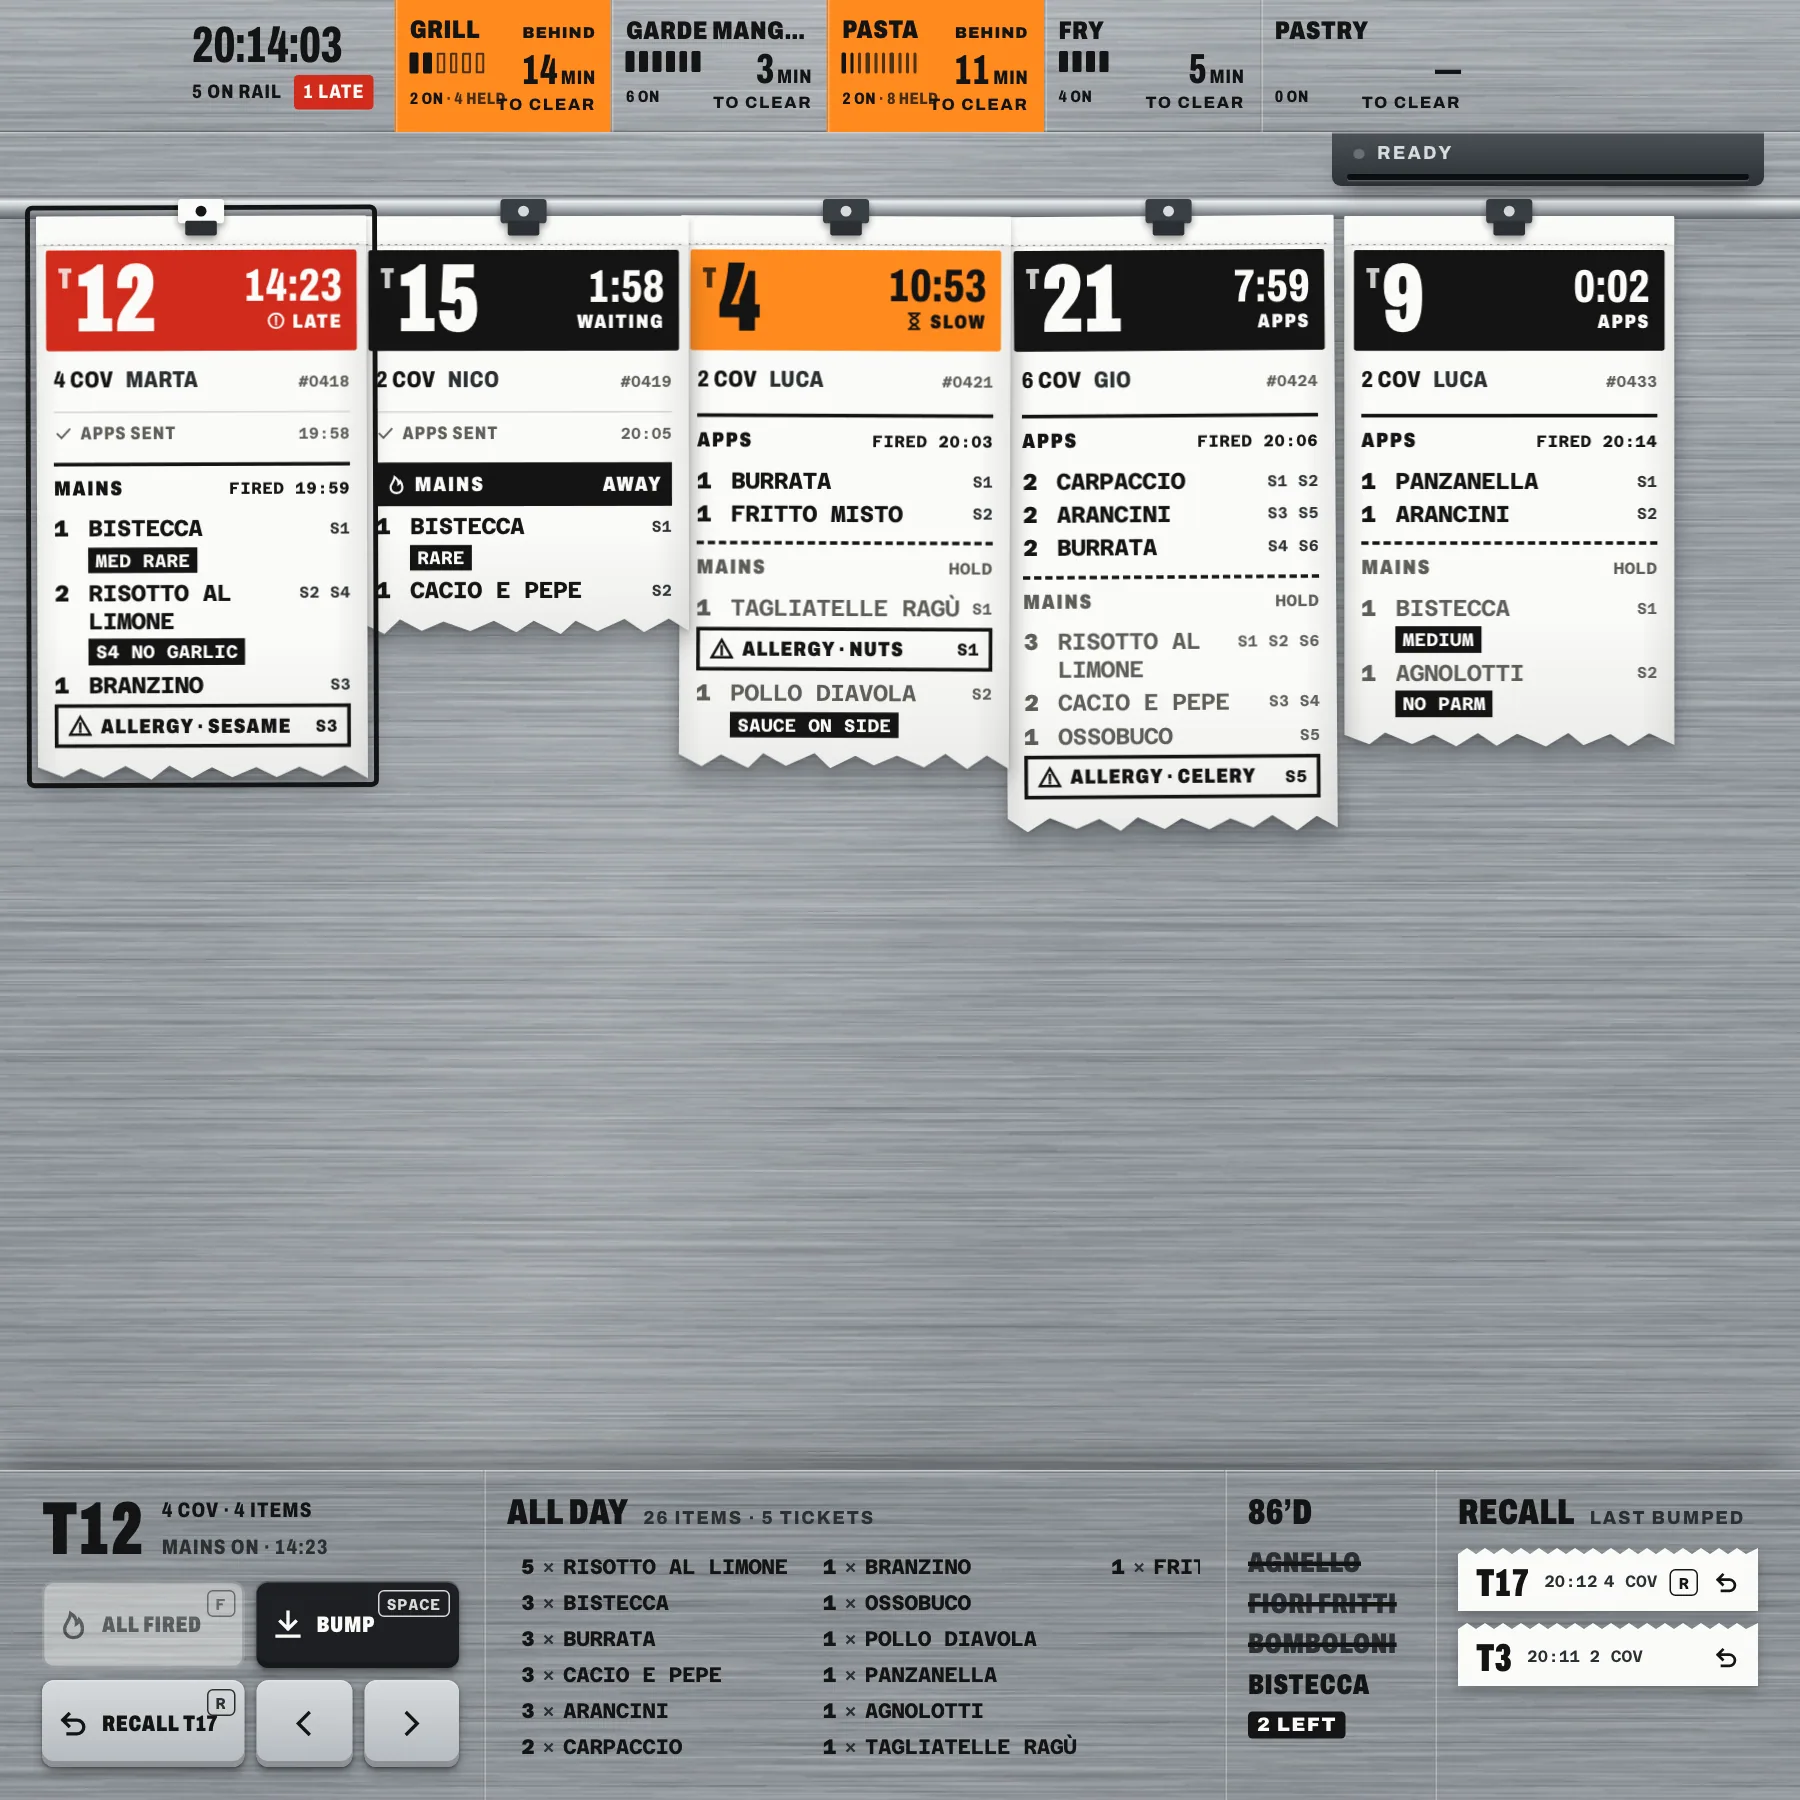 20:14:03
5 ON RAIL 1 LATE
GRILL BEHIND
14 MIN
2 ON · 4 HELD TO CLEAR
GARDE MANG…
3 MIN
6 ON TO CLEAR
PASTA BEHIND
11 MIN
2 ON · 8 HELD TO CLEAR
FRY
5 MIN
4 ON TO CLEAR
PASTRY
—
0 ON TO CLEAR
READY
T12 14:23
LATE
4 COV MARTA #0418
APPS SENT 19:58
MAINS FIRED 19:59
1 BISTECCA S1
MED RARE
2 RISOTTO AL S2 S4
LIMONE
S4 NO GARLIC
1 BRANZINO S3
ALLERGY·SESAME S3
T15 1:58
WAITING
2 COV NICO #0419
APPS SENT 20:05
MAINS AWAY
1 BISTECCA S1
RARE
1 CACIO E PEPE S2
T4 10:53
SLOW
2 COV LUCA #0421
APPS FIRED 20:03
1 BURRATA S1
1 FRITTO MISTO S2
MAINS HOLD
1 TAGLIATELLE RAGÙ S1
ALLERGY·NUTS S1
1 POLLO DIAVOLA S2
SAUCE ON SIDE
T21 7:59
APPS
6 COV GIO #0424
APPS FIRED 20:06
2 CARPACCIO S1 S2
2 ARANCINI S3 S5
2 BURRATA S4 S6
MAINS HOLD
3 RISOTTO AL S1 S2 S6
LIMONE
2 CACIO E PEPE S3 S4
1 OSSOBUCO S5
ALLERGY·CELERY S5
T9 0:02
APPS
2 COV LUCA #0433
APPS FIRED 20:14
1 PANZANELLA S1
1 ARANCINI S2
MAINS HOLD
1 BISTECCA S1
MEDIUM
1 AGNOLOTTI S2
NO PARM
T12 4 COV · 4 ITEMS
MAINS ON · 14:23
ALL FIRED F
BUMP SPACE
RECALL T17 R
ALL DAY 26 ITEMS · 5 TICKETS
5 × RISOTTO AL LIMONE
3 × BISTECCA
3 × BURRATA
3 × CACIO E PEPE
3 × ARANCINI
2 × CARPACCIO
1 × BRANZINO
1 × OSSOBUCO
1 × POLLO DIAVOLA
1 × PANZANELLA
1 × AGNOLOTTI
1 × TAGLIATELLE RAGÙ
1 × FRIT
86’D
AGNELLO
FIORI FRITTI
BOMBOLONI
BISTECCA
2 LEFT
RECALL LAST BUMPED
T17 20:12 4 COV R
T3 20:11 2 COV